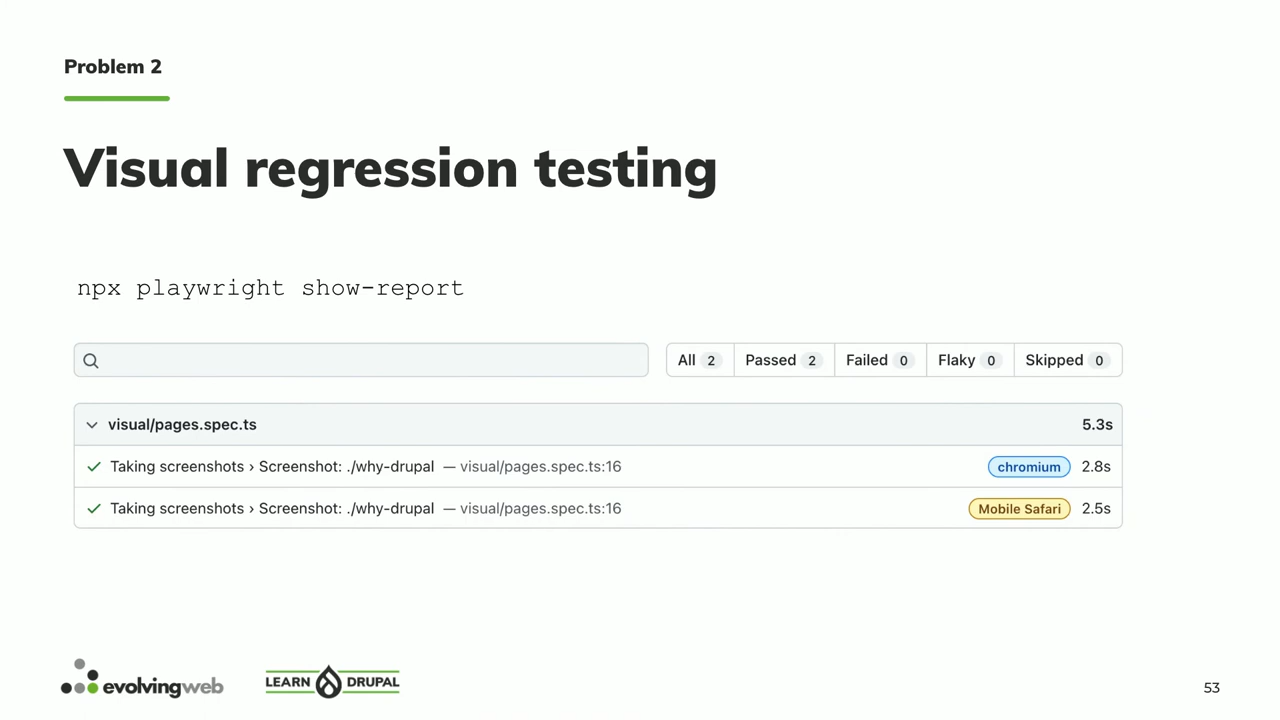 Problem 2
Visual regression testing
npx playwright show-report
All 2 Passed 2 Failed 0 Flaky 0 Skipped 0
visual/pages.spec.ts 5.3s
Taking screenshots › Screenshot: ./why-drupal — visual/pages.spec.ts:16 chromium 2.8s
Taking screenshots › Screenshot: ./why-drupal — visual/pages.spec.ts:16 Mobile Safari 2.5s
evolvingweb LEARN DRUPAL 53